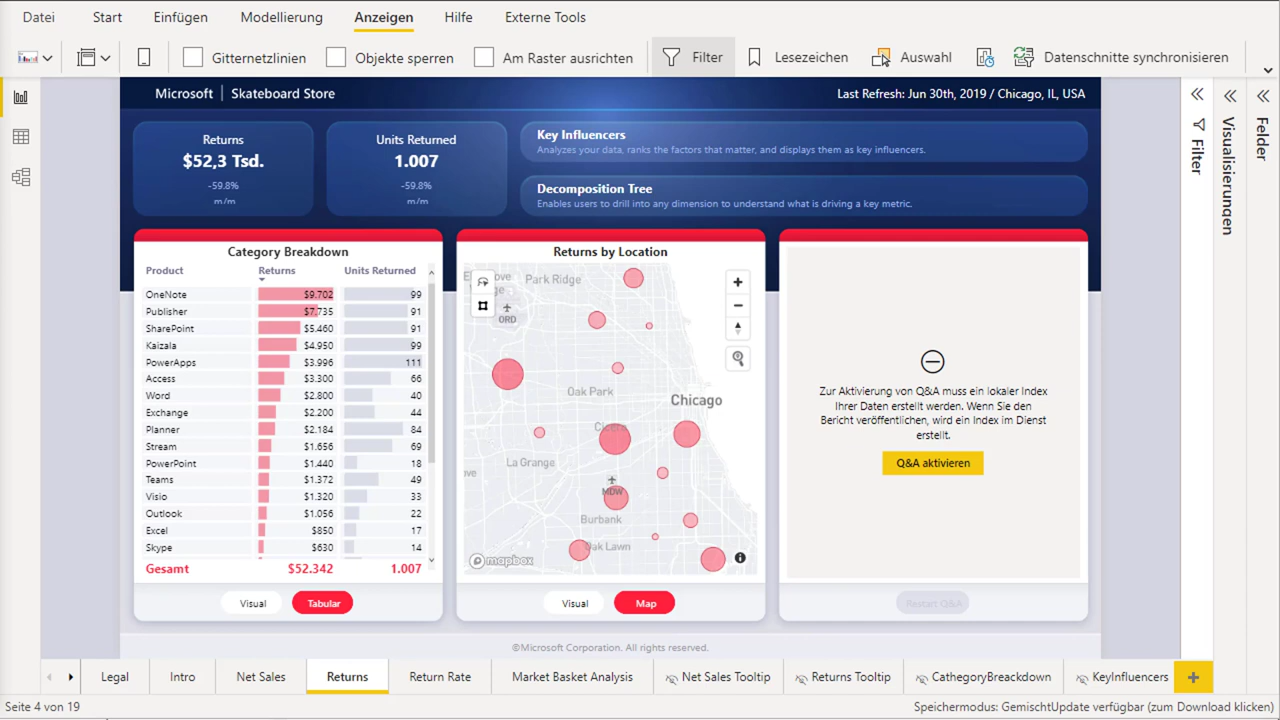 Datei Start Einfügen Modellierung Anzeigen Hilfe Externe Tools
Gitternetzlinien Objekte sperren Am Raster ausrichten Filter Lesezeichen Auswahl Datenschnitte synchronisieren
Microsoft | Skateboard Store
Last Refresh: Jun 30th, 2019 / Chicago, IL, USA
Returns
$52,3 Tsd.
-59.8%
m/m
Units Returned
1.007
-59.8%
m/m
Key Influencers
Analyzes your data, ranks the factors that matter, and displays them as key influencers.
Decomposition Tree
Enables users to drill into any dimension to understand what is driving a key metric.
Category Breakdown
Product Returns Units Returned
OneNote $9.702 99
Publisher $7.735 91
SharePoint $5.460 91
Kaizala $4.950 99
PowerApps $3.996 111
Access $3.300 66
Word $2.800 40
Exchange $2.200 44
Planner $2.184 84
Stream $1.656 69
PowerPoint $1.440 18
Teams $1.372 49
Visio $1.320 33
Outlook $1.056 22
Excel $850 17
Skype $630 14
Gesamt $52.342 1.007
Visual Tabular
Returns by Location
Park Ridge
ORD
Oak Park
Chicago
Cicero
La Grange
MDW
Burbank
Oak Lawn
mapbox
Visual Map
Zur Aktivierung von Q&A muss ein lokaler Index
Ihrer Daten erstellt werden. Wenn Sie den
Bericht veröffentlichen, wird ein Index im Dienst
erstellt.
Q&A aktivieren
Restart Q&A
©Microsoft Corporation. All rights reserved.
Filter
Visualisierungen
Felder
Legal Intro Net Sales Returns Return Rate Market Basket Analysis Net Sales Tooltip Returns Tooltip CathegoryBreakdown KeyInfluencers
Seite 4 von 19
Speichermodus: GemischtUpdate verfügbar (zum Download klicken)